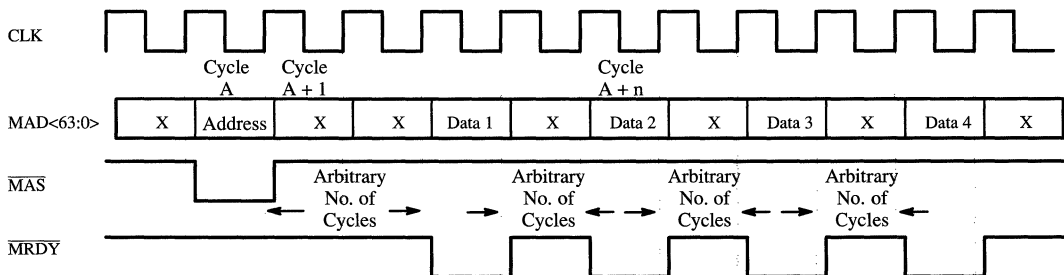 CLK
Cycle A
Cycle A + 1
Cycle A + n
MAD<63:0>
X
Address
X
X
Data 1
X
Data 2
X
Data 3
X
Data 4
X
MAS
Arbitrary No. of Cycles
Arbitrary No. of Cycles
Arbitrary No. of Cycles
Arbitrary No. of Cycles
MRDY